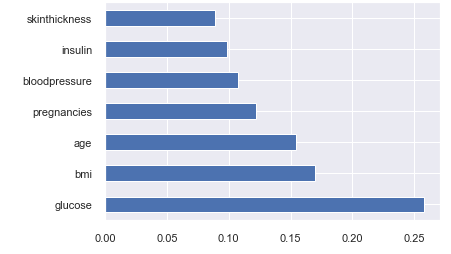 skinthickness
insulin
bloodpressure
pregnancies
age
bmi
glucose
0.00 0.05 0.10 0.15 0.20 0.25